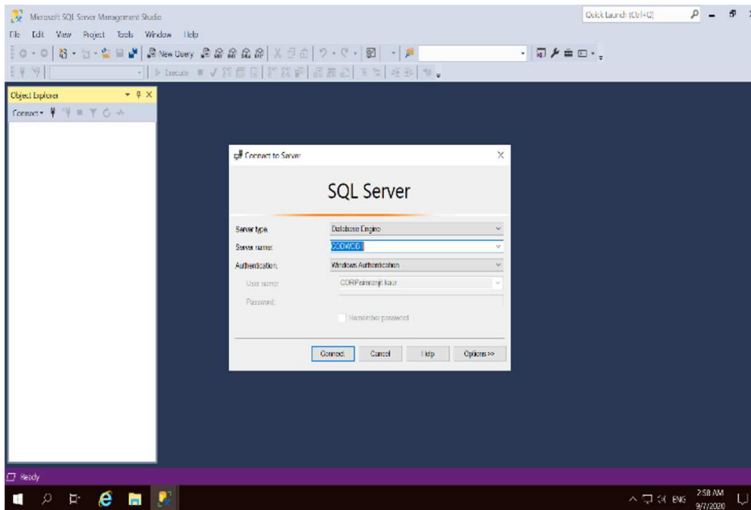 Microsoft SQL Server Management Studio
Quick Launch (Ctrl+Q)
File Edit View Project Tools Window Help
New Query
Execute
Object Explorer
Connect
Connect to Server
SQL Server
Server type:
Database Engine
Server name:
Authentication:
Windows Authentication
User name:
Password:
Remember password
Connect
Cancel
Help
Options >>
Ready
ENG
2:58 AM
9/7/2020